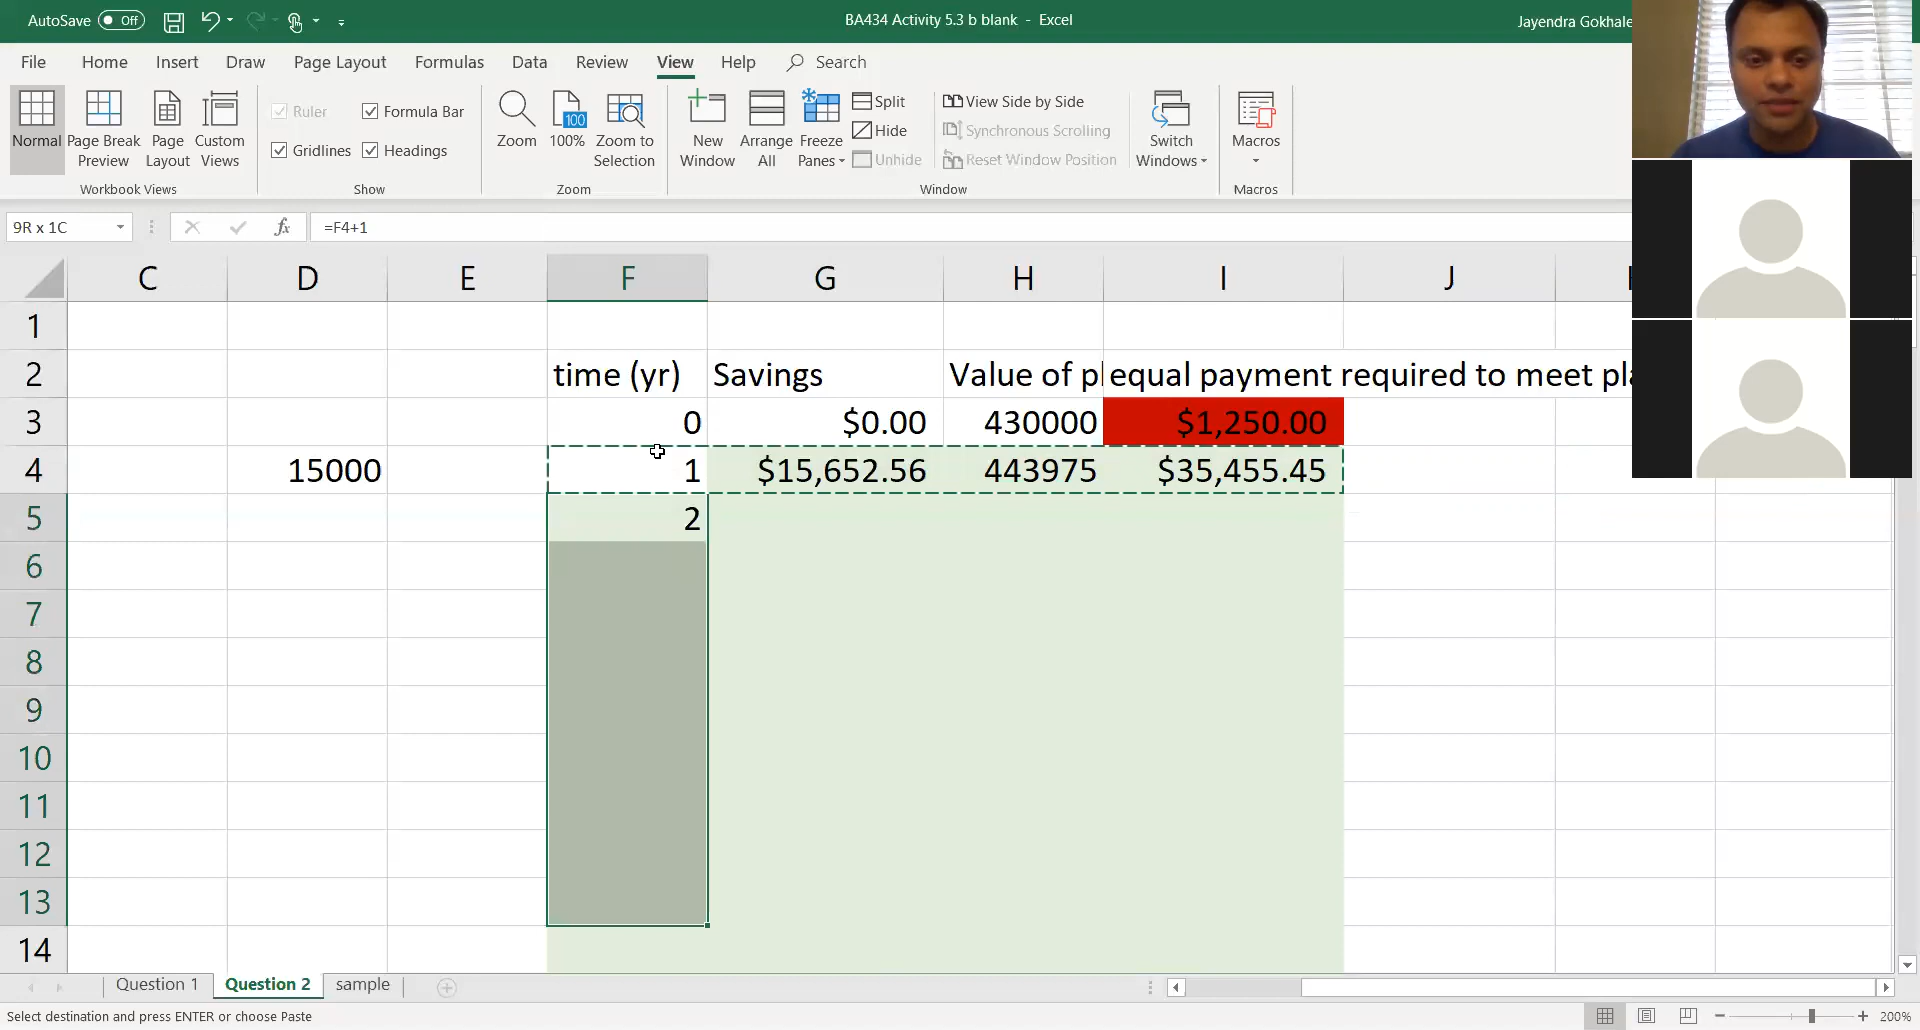 AutoSave Off BA434 Activity 5.3 b blank - Excel Jayendra Gokhale
File Home Insert Draw Page Layout Formulas Data Review View Help Search
Normal Page Break Preview Page Layout Custom Views
Workbook Views
Ruler Formula Bar
Gridlines Headings
Show
Zoom 100 100% Zoom to Selection
Zoom
New Window Arrange All Freeze Panes
Split
Hide
Unhide
View Side by Side
Synchronous Scrolling
Reset Window Position
Switch Windows
Window
Macros
Macros
9R x 1C fx =F4+1
C D E F G H I J
1
2 time (yr) Savings Value of pl equal payment required to meet pla
3 0 $0.00 430000 $1,250.00
4 15000 1 $15,652.56 443975 $35,455.45
5 2
6
7
8
9
10
11
12
13
14
Question 1 Question 2 sample
Select destination and press ENTER or choose Paste 200%